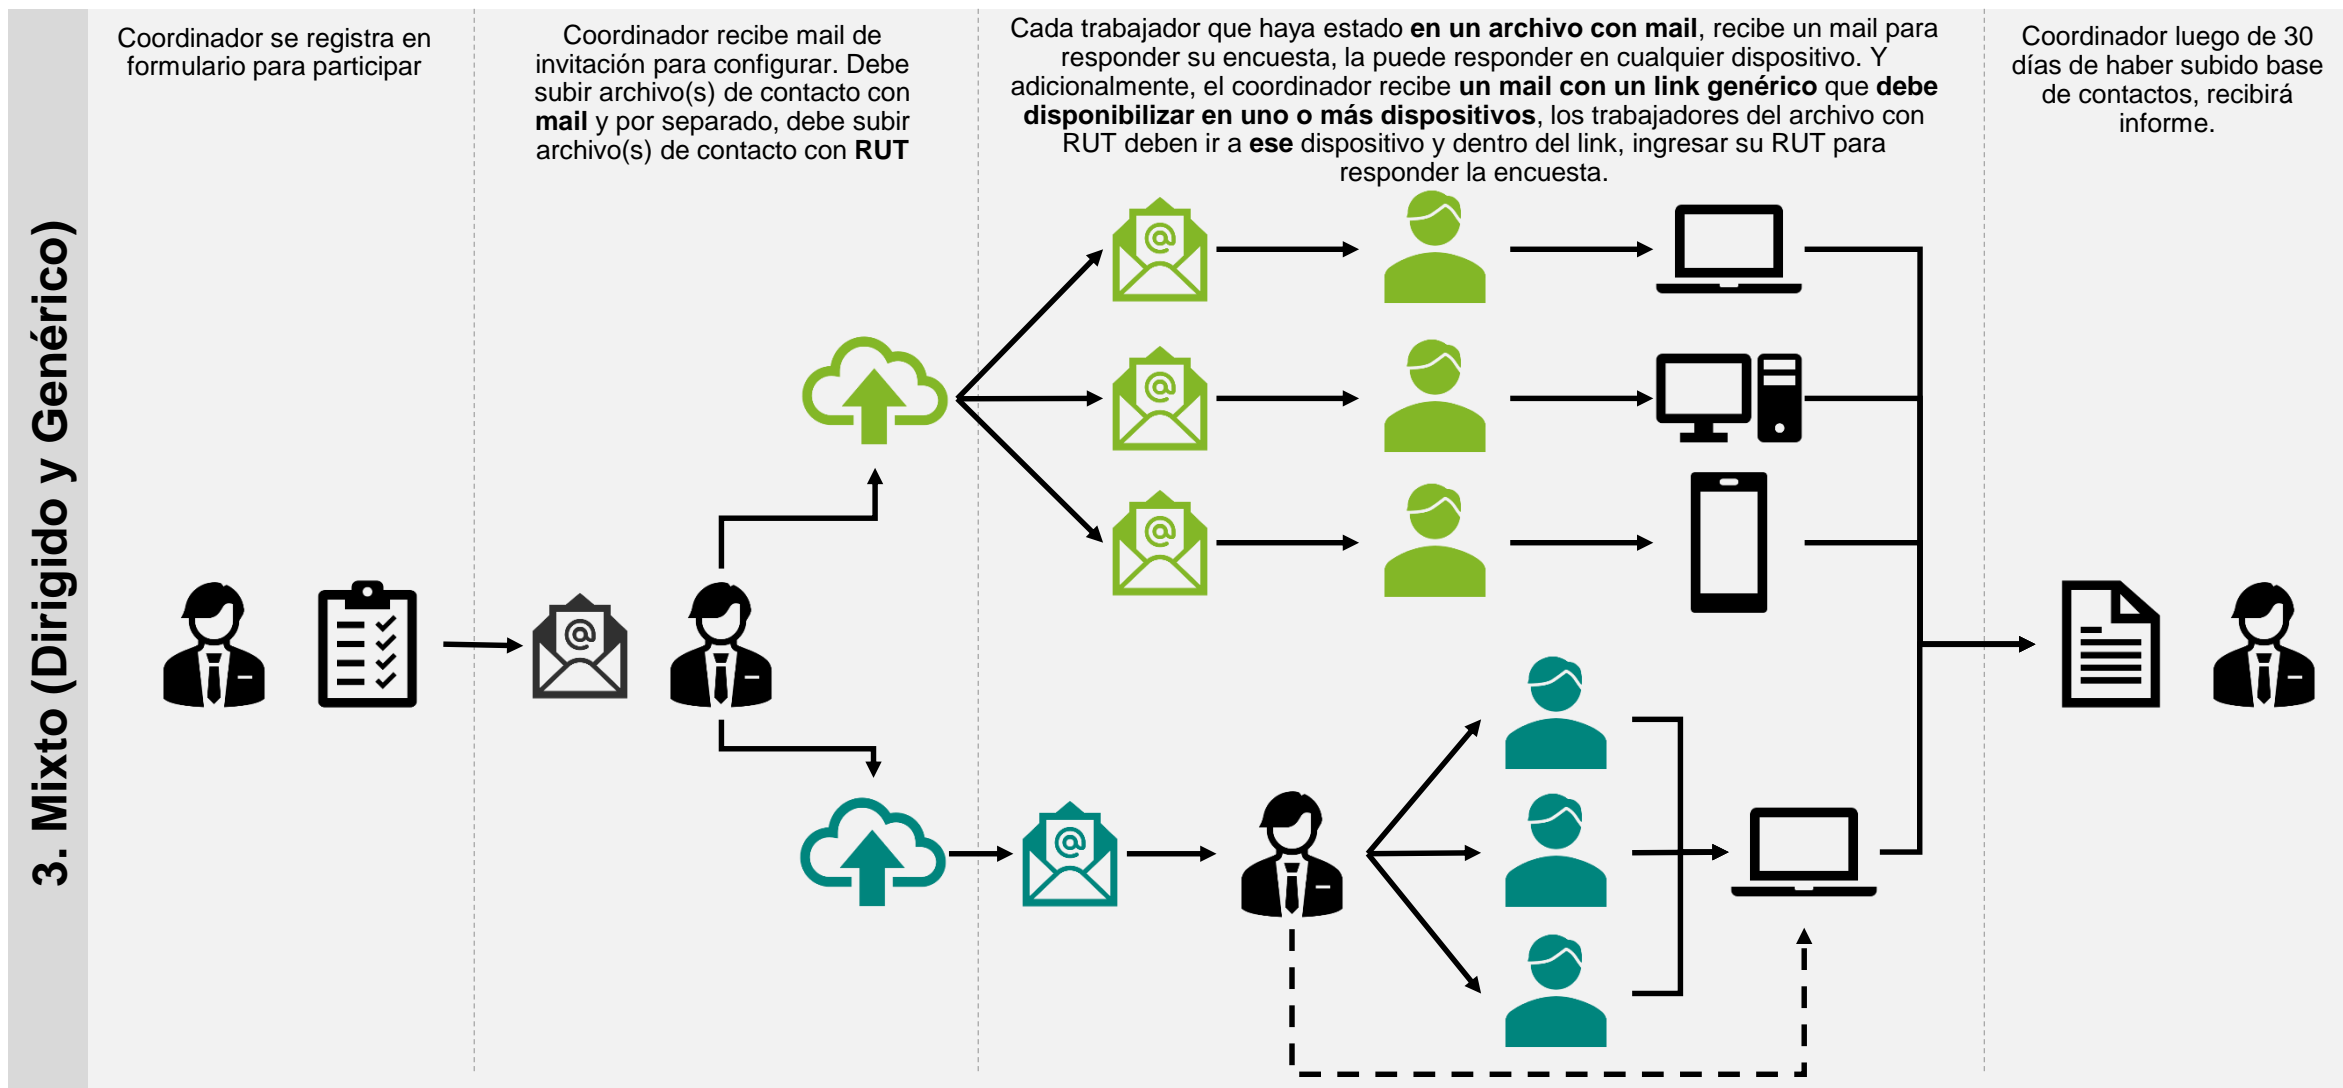 3. Mixto (Dirigido y Genérico)
Coordinador se registra en
formulario para participar
Coordinador recibe mail de
invitación para configurar. Debe
subir archivo(s) de contacto con
mail y por separado, debe subir
archivo(s) de contacto con RUT
Cada trabajador que haya estado en un archivo con mail, recibe un mail para
responder su encuesta, la puede responder en cualquier dispositivo. Y
adicionalmente, el coordinador recibe un mail con un link genérico que debe
disponibilizar en uno o más dispositivos, los trabajadores del archivo con
RUT deben ir a ese dispositivo y dentro del link, ingresar su RUT para
responder la encuesta.
Coordinador luego de 30
días de haber subido base
de contactos, recibirá
informe.
@
@
@
@
@